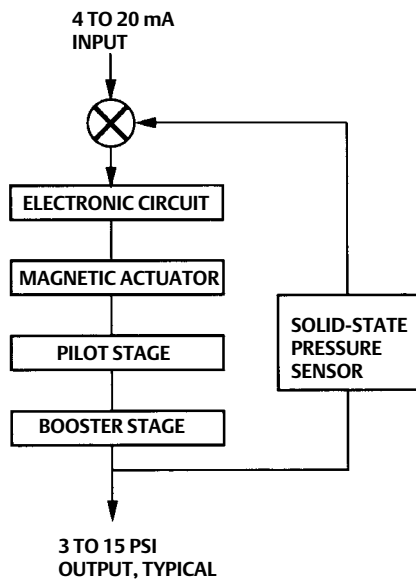 4 TO 20 mA
INPUT
ELECTRONIC CIRCUIT
MAGNETIC ACTUATOR
PILOT STAGE
BOOSTER STAGE
SOLID-STATE
PRESSURE
SENSOR
3 TO 15 PSI
OUTPUT, TYPICAL